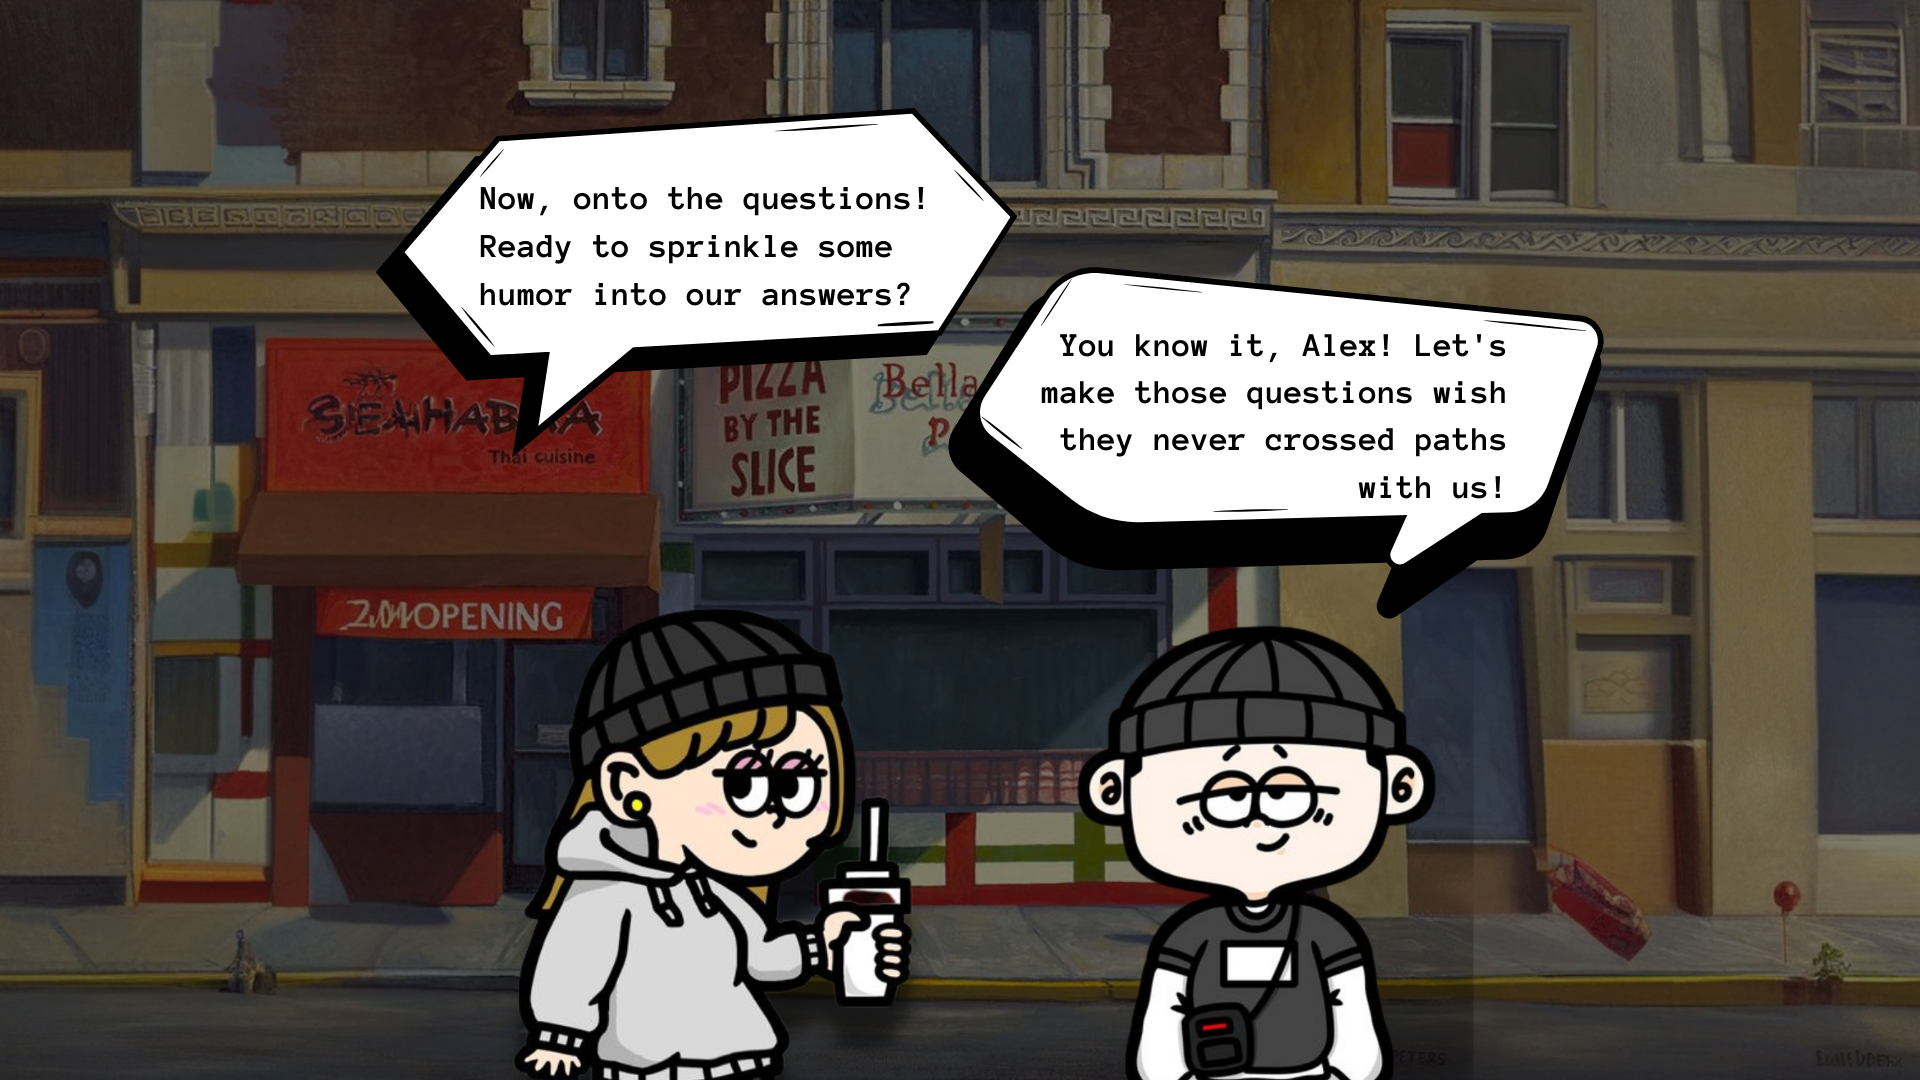 Now, onto the questions!
Ready to sprinkle some
humor into our answers?
You know it, Alex! Let's
make those questions wish
they never crossed paths
with us!
Thai cuisine
PIZZA
BY THE
SLICE
Bella
OPENING